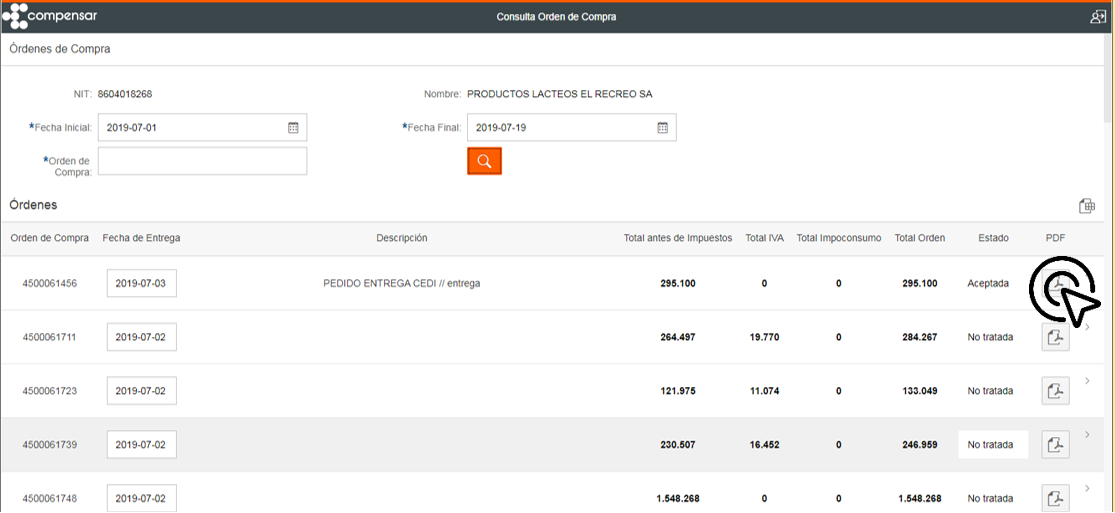 compensar
Consulta Orden de Compra
Órdenes de Compra
NIT: 8604018268 Nombre: PRODUCTOS LACTEOS EL RECREO SA
*Fecha Inicial: 2019-07-01 *Fecha Final: 2019-07-19
*Orden de
Compra:
Órdenes
Orden de Compra Fecha de Entrega Descripción Total antes de Impuestos Total IVA Total Impoconsumo Total Orden Estado PDF
4500061456 2019-07-03 PEDIDO ENTREGA CEDI // entrega 295.100 0 0 295.100 Aceptada
4500061711 2019-07-02 264.497 19.770 0 284.267 No tratada
4500061723 2019-07-02 121.975 11.074 0 133.049 No tratada
4500061739 2019-07-02 230.507 16.452 0 246.959 No tratada
4500061748 2019-07-02 1.548.268 0 0 1.548.268 No tratada